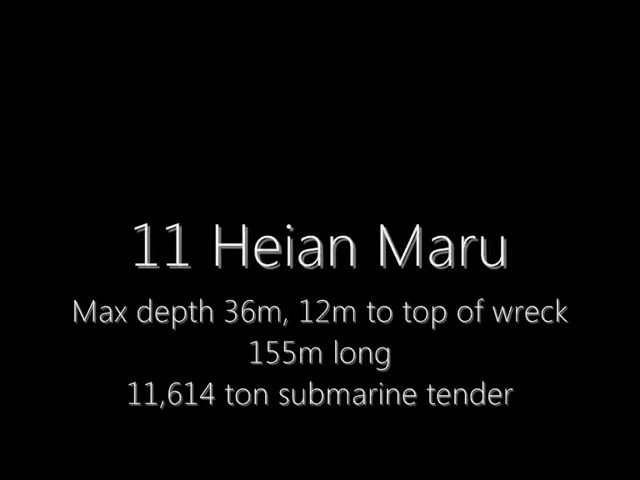 11 Heian Maru
Max depth 36m, 12m to top of wreck
155m long
11,614 ton submarine tender